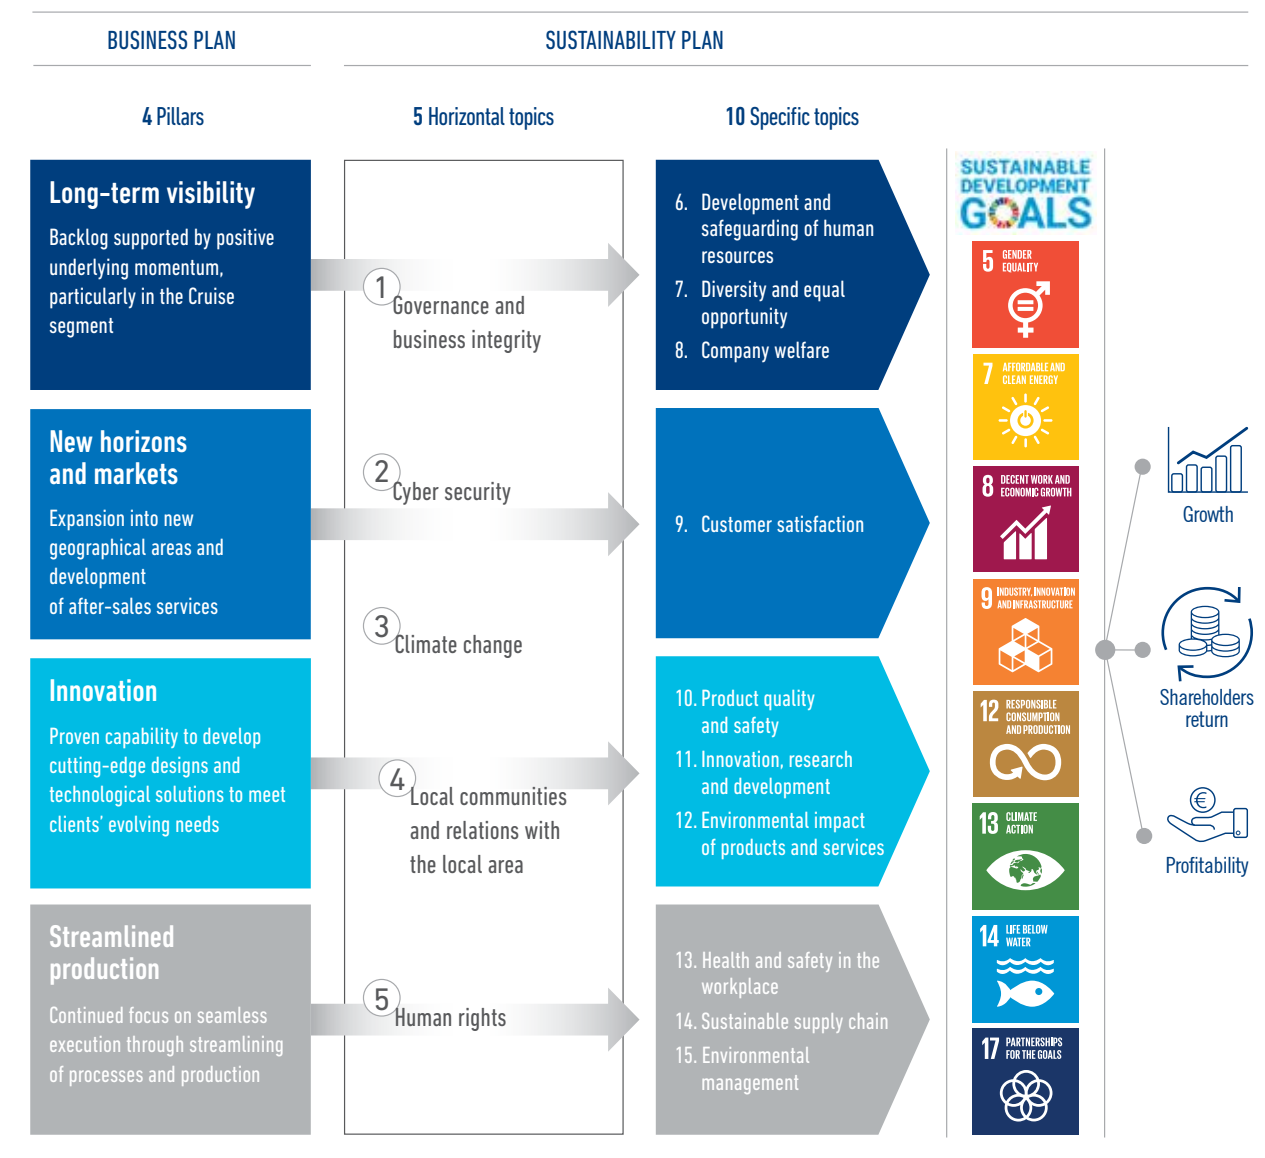 BUSINESS PLAN
SUSTAINABILITY PLAN
4 Pillars
5 Horizontal topics
10 Specific topics
Long-term visibility
Backlog supported by positive
underlying momentum,
particularly in the Cruise
segment
New horizons
and markets
Expansion into new
geographical areas and
development
of after-sales services
Innovation
Proven capability to develop
cutting-edge designs and
technological solutions to meet
clients’ evolving needs
Streamlined
production
Continued focus on seamless
execution through streamlining
of processes and production
1
Governance and
business integrity
2
Cyber security
3
Climate change
4
Local communities
and relations with
the local area
5
Human rights
6. Development and
safeguarding of human
resources
7. Diversity and equal
opportunity
8. Company welfare
9. Customer satisfaction
10. Product quality
and safety
11. Innovation, research
and development
12. Environmental impact
of products and services
13. Health and safety in the
workplace
14. Sustainable supply chain
15. Environmental
management
SUSTAINABLE
DEVELOPMENT
GOALS
5 GENDER
EQUALITY
7 AFFORDABLE AND
CLEAN ENERGY
8 DECENT WORK AND
ECONOMIC GROWTH
9 INDUSTRY, INNOVATION
AND INFRASTRUCTURE
12 RESPONSIBLE
CONSUMPTION
AND PRODUCTION
13 CLIMATE
ACTION
14 LIFE BELOW
WATER
17 PARTNERSHIPS
FOR THE GOALS
Growth
Shareholders
return
€
Profitability